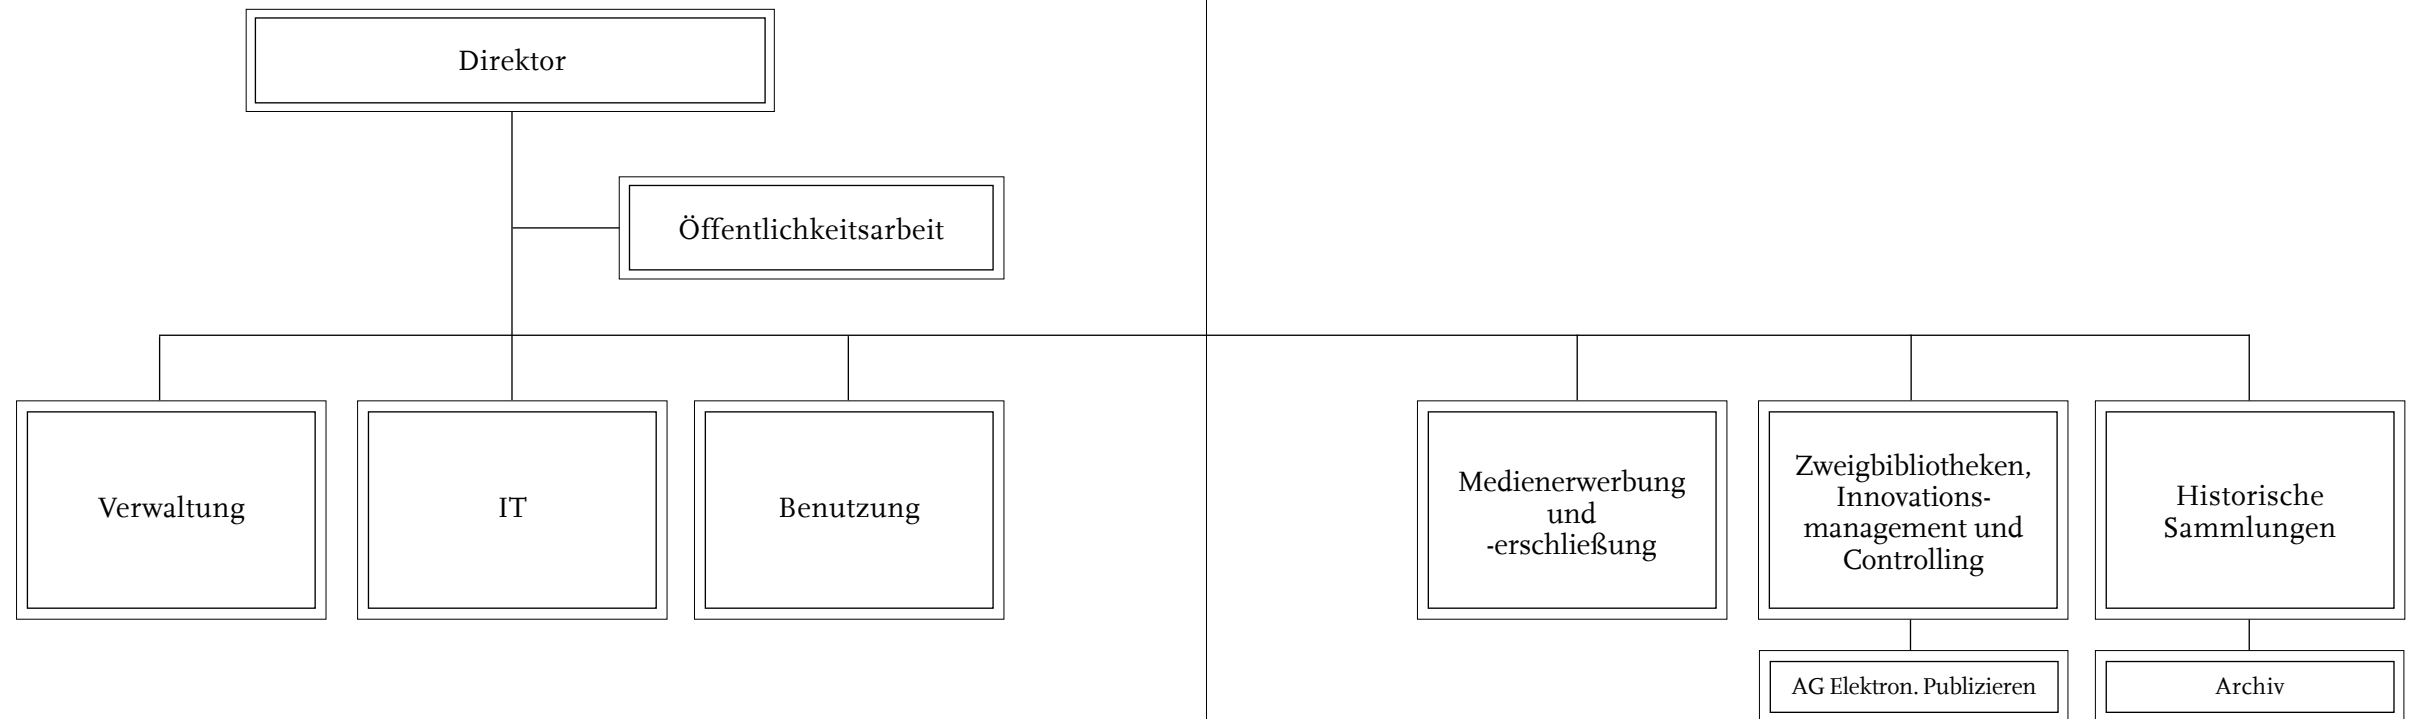 Direktor
Öffentlichkeitsarbeit
Verwaltung
IT
Benutzung
Medienerwerbung
und
-erschließung
Zweigbibliotheken,
Innovations-
management und
Controlling
Historische
Sammlungen
AG Elektron. Publizieren
Archiv